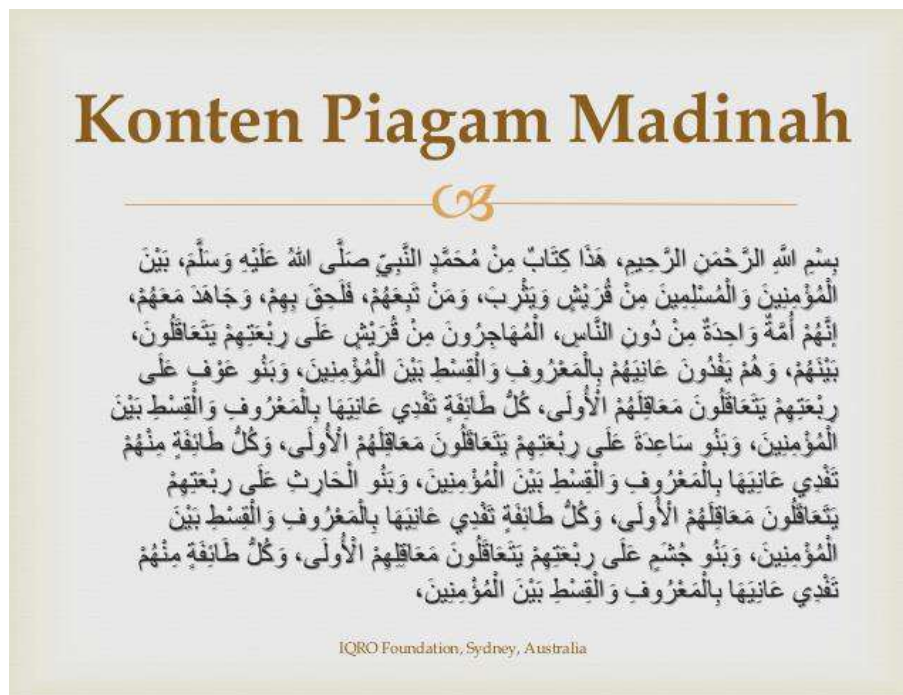 Konten Piagam Madinah
بِسْمِ اللَّهِ الرَّحْمَنِ الرَّحِيمِ، هَذَا كِتَابٌ مِنْ مُحَمَّدٍ النَّبِيِّ صَلَّى اللهُ عَلَيْهِ وَسَلَّمَ، بَيْنَ
الْمُؤْمِنِينَ وَالْمُسْلِمِينَ مِنْ قُرَيْشٍ وَيَثْرِبَ، وَمَنْ تَبِعَهُمْ، فَلَحِقَ بِهِمْ، وَجَاهَدَ مَعَهُمْ،
إِنَّهُمْ أُمَّةٌ وَاحِدَةٌ مِنْ دُونِ النَّاسِ، الْمُهَاجِرُونَ مِنْ قُرَيْشٍ عَلَى رِبْعَتِهِمْ يَتَعَاقَلُونَ،
بَيْنَهُمْ، وَهُمْ يَفْدُونَ عَانِيَهُمْ بِالْمَعْرُوفِ وَالْقِسْطِ بَيْنَ الْمُؤْمِنِينَ، وَبَنُو عَوْفٍ عَلَى
رِبْعَتِهِمْ يَتَعَاقَلُونَ مَعَاقِلَهُمْ الْأُولَى، كُلُّ طَائِفَةٍ تَفْدِي عَانِيَهَا بِالْمَعْرُوفِ وَالْقِسْطِ بَيْنَ
الْمُؤْمِنِينَ، وَبَنُو سَاعِدَةَ عَلَى رِبْعَتِهِمْ يَتَعَاقَلُونَ مَعَاقِلَهُمْ الْأُولَى، وَكُلُّ طَائِفَةٍ مِنْهُمْ
تَفْدِي عَانِيَهَا بِالْمَعْرُوفِ وَالْقِسْطِ بَيْنَ الْمُؤْمِنِينَ، وَبَنُو الْحَارِثِ عَلَى رِبْعَتِهِمْ
يَتَعَاقَلُونَ مَعَاقِلَهُمْ الْأُولَى، وَكُلُّ طَائِفَةٍ تَفْدِي عَانِيَهَا بِالْمَعْرُوفِ وَالْقِسْطِ بَيْنَ
الْمُؤْمِنِينَ، وَبَنُو جُشَمٍ عَلَى رِبْعَتِهِمْ يَتَعَاقَلُونَ مَعَاقِلِهِمْ الْأُولَى، وَكُلُّ طَائِفَةٍ مِنْهُمْ
تَفْدِي عَانِيَهَا بِالْمَعْرُوفِ وَالْقِسْطِ بَيْنَ الْمُؤْمِنِينَ،
IQRO Foundation, Sydney, Australia